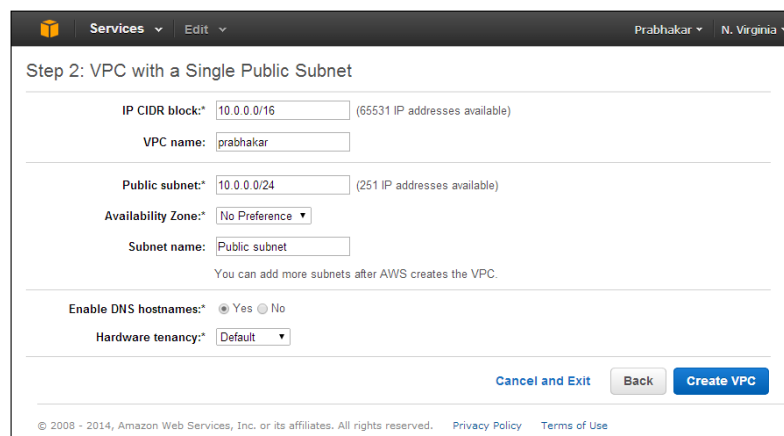 Services Edit Prabhakar N. Virginia
Step 2: VPC with a Single Public Subnet
IP CIDR block:* 10.0.0.0/16 (65531 IP addresses available)
VPC name: prabhakar
Public subnet:* 10.0.0.0/24 (251 IP addresses available)
Availability Zone:* No Preference
Subnet name: Public subnet
You can add more subnets after AWS creates the VPC.
Enable DNS hostnames:* Yes No
Hardware tenancy:* Default
Cancel and Exit Back Create VPC
© 2008 - 2014, Amazon Web Services, Inc. or its affiliates. All rights reserved. Privacy Policy Terms of Use